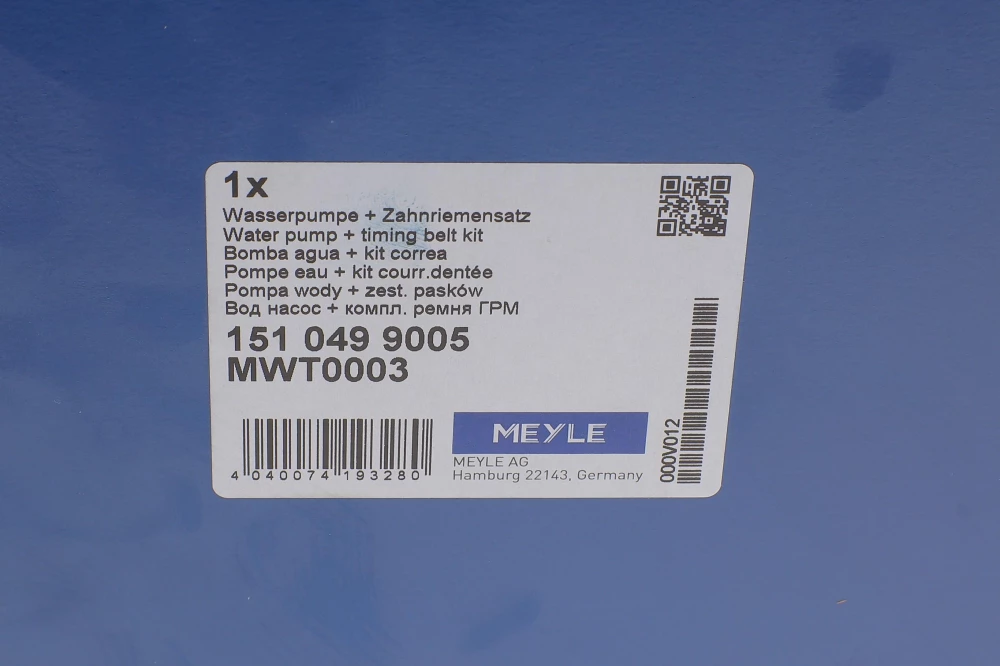 1x
Wasserpumpe + Zahnriemensatz
Water pump + timing belt kit
Bomba agua + kit correa
Pompe eau + kit courr.dentée
Pompa wody + zest. pasków
Вод насос + компл. ремня ГРМ
151 049 9005
MWT0003
4 040074 193280
MEYLE
MEYLE AG
Hamburg 22143, Germany
000V012